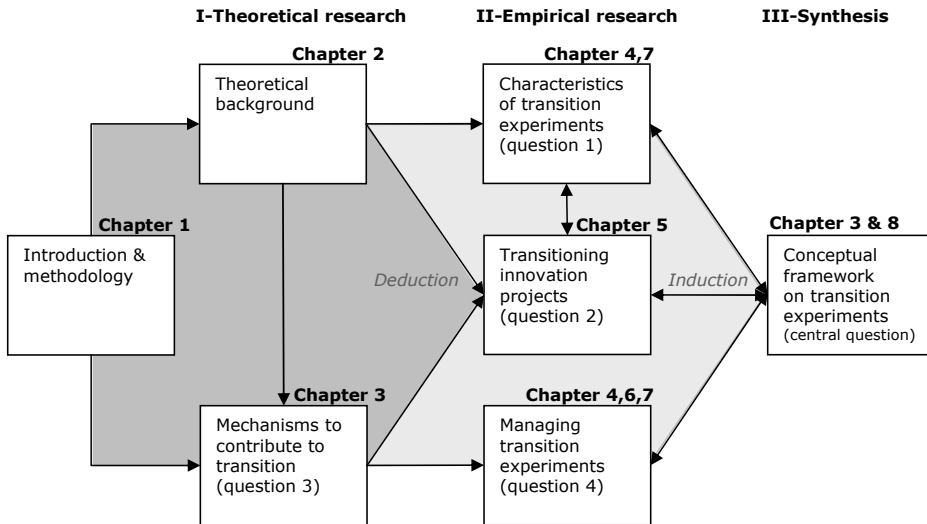 I-Theoretical research
II-Empirical research
III-Synthesis
Chapter 2
Theoretical
background
Chapter 4,7
Characteristics
of transition
experiments
(question 1)
Chapter 1
Introduction &
methodology
Deduction
Chapter 5
Transitioning
innovation
projects
(question 2)
Induction
Chapter 3 & 8
Conceptual
framework
on transition
experiments
(central question)
Chapter 3
Mechanisms to
contribute to
transition
(question 3)
Chapter 4,6,7
Managing
transition
experiments
(question 4)